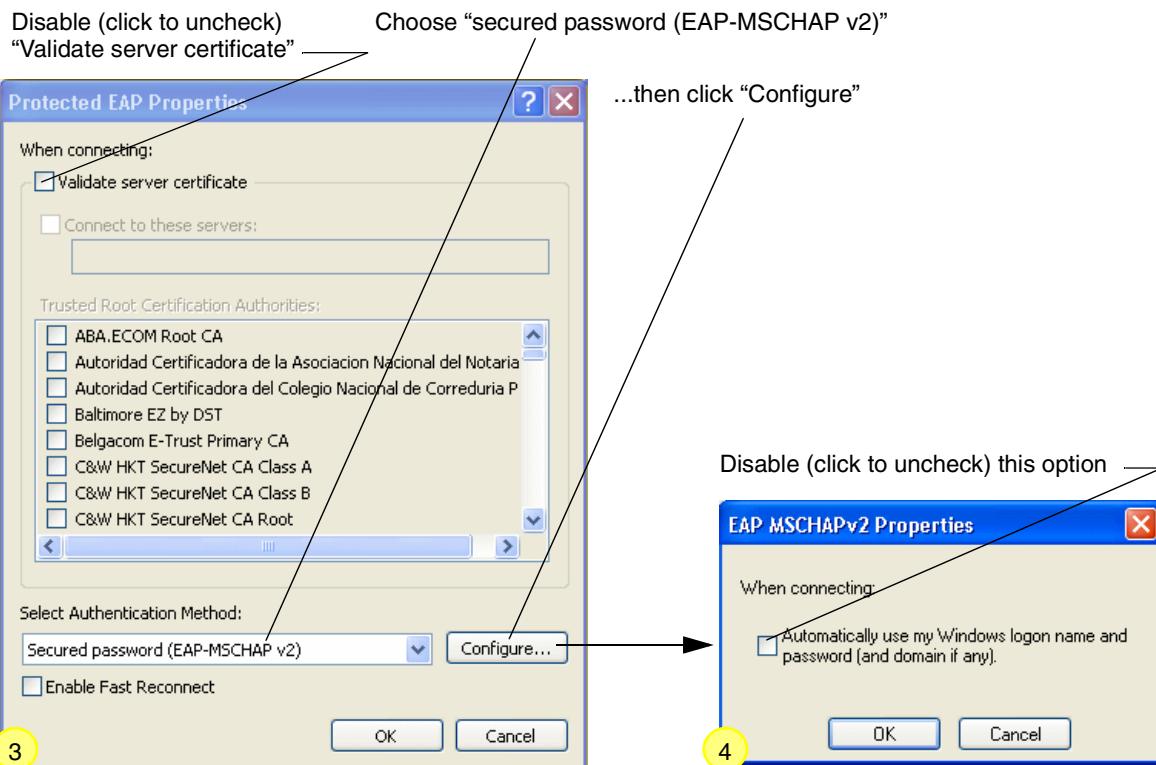 Disable (click to uncheck)
“Validate server certificate”
Choose “secured password (EAP-MSCHAP v2)”
...then click “Configure”
Protected EAP Properties
When connecting:
Validate server certificate
Connect to these servers:
Trusted Root Certification Authorities:
ABA.ECOM Root CA
Autoridad Certificadora de la Asociacion Nacional del Notaria
Autoridad Certificadora del Colegio Nacional de Correduria P
Baltimore EZ by DST
Belgacom E-Trust Primary CA
C&W HKT SecureNet CA Class A
C&W HKT SecureNet CA Class B
C&W HKT SecureNet CA Root
Select Authentication Method:
Secured password (EAP-MSCHAP v2)
Configure...
Enable Fast Reconnect
OK
Cancel
3
Disable (click to uncheck) this option
EAP MSCHAPv2 Properties
When connecting:
Automatically use my Windows logon name and
password (and domain if any).
OK
Cancel
4